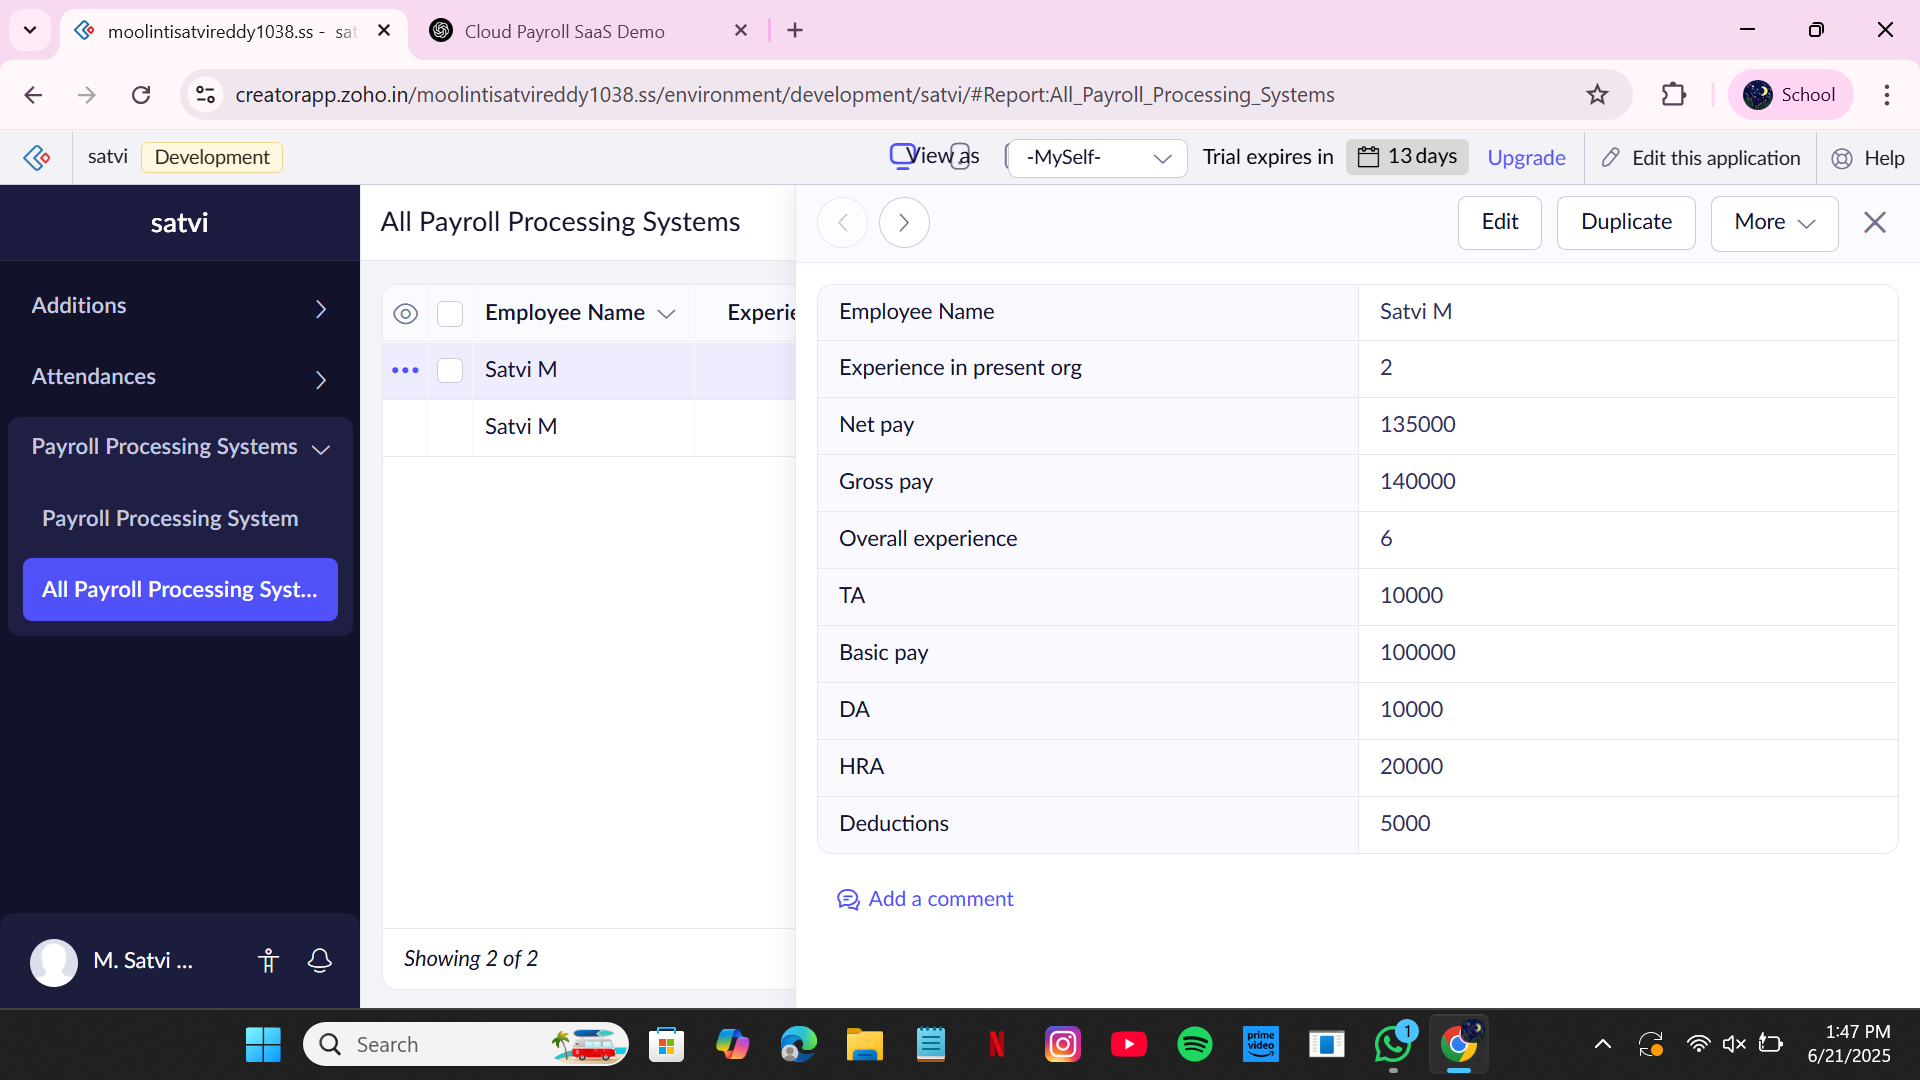 moolintisatvireddy1038.ss - sat
Cloud Payroll SaaS Demo
creatorapp.zoho.in/moolintisatvireddy1038.ss/environment/development/satvi/#Report:All_Payroll_Processing_Systems
School
satvi
Development
View as
-MySelf-
Trial expires in
13 days
Upgrade
Edit this application
Help
satvi
All Payroll Processing Systems
Edit
Duplicate
More
Additions
Attendances
Payroll Processing Systems
Payroll Processing System
All Payroll Processing Syst...
Employee Name
Experie
Satvi M
Satvi M
Showing 2 of 2
Employee Name Satvi M
Experience in present org 2
Net pay 135000
Gross pay 140000
Overall experience 6
TA 10000
Basic pay 100000
DA 10000
HRA 20000
Deductions 5000
Add a comment
M. Satvi ...
Search
prime video
1
1:47 PM
6/21/2025